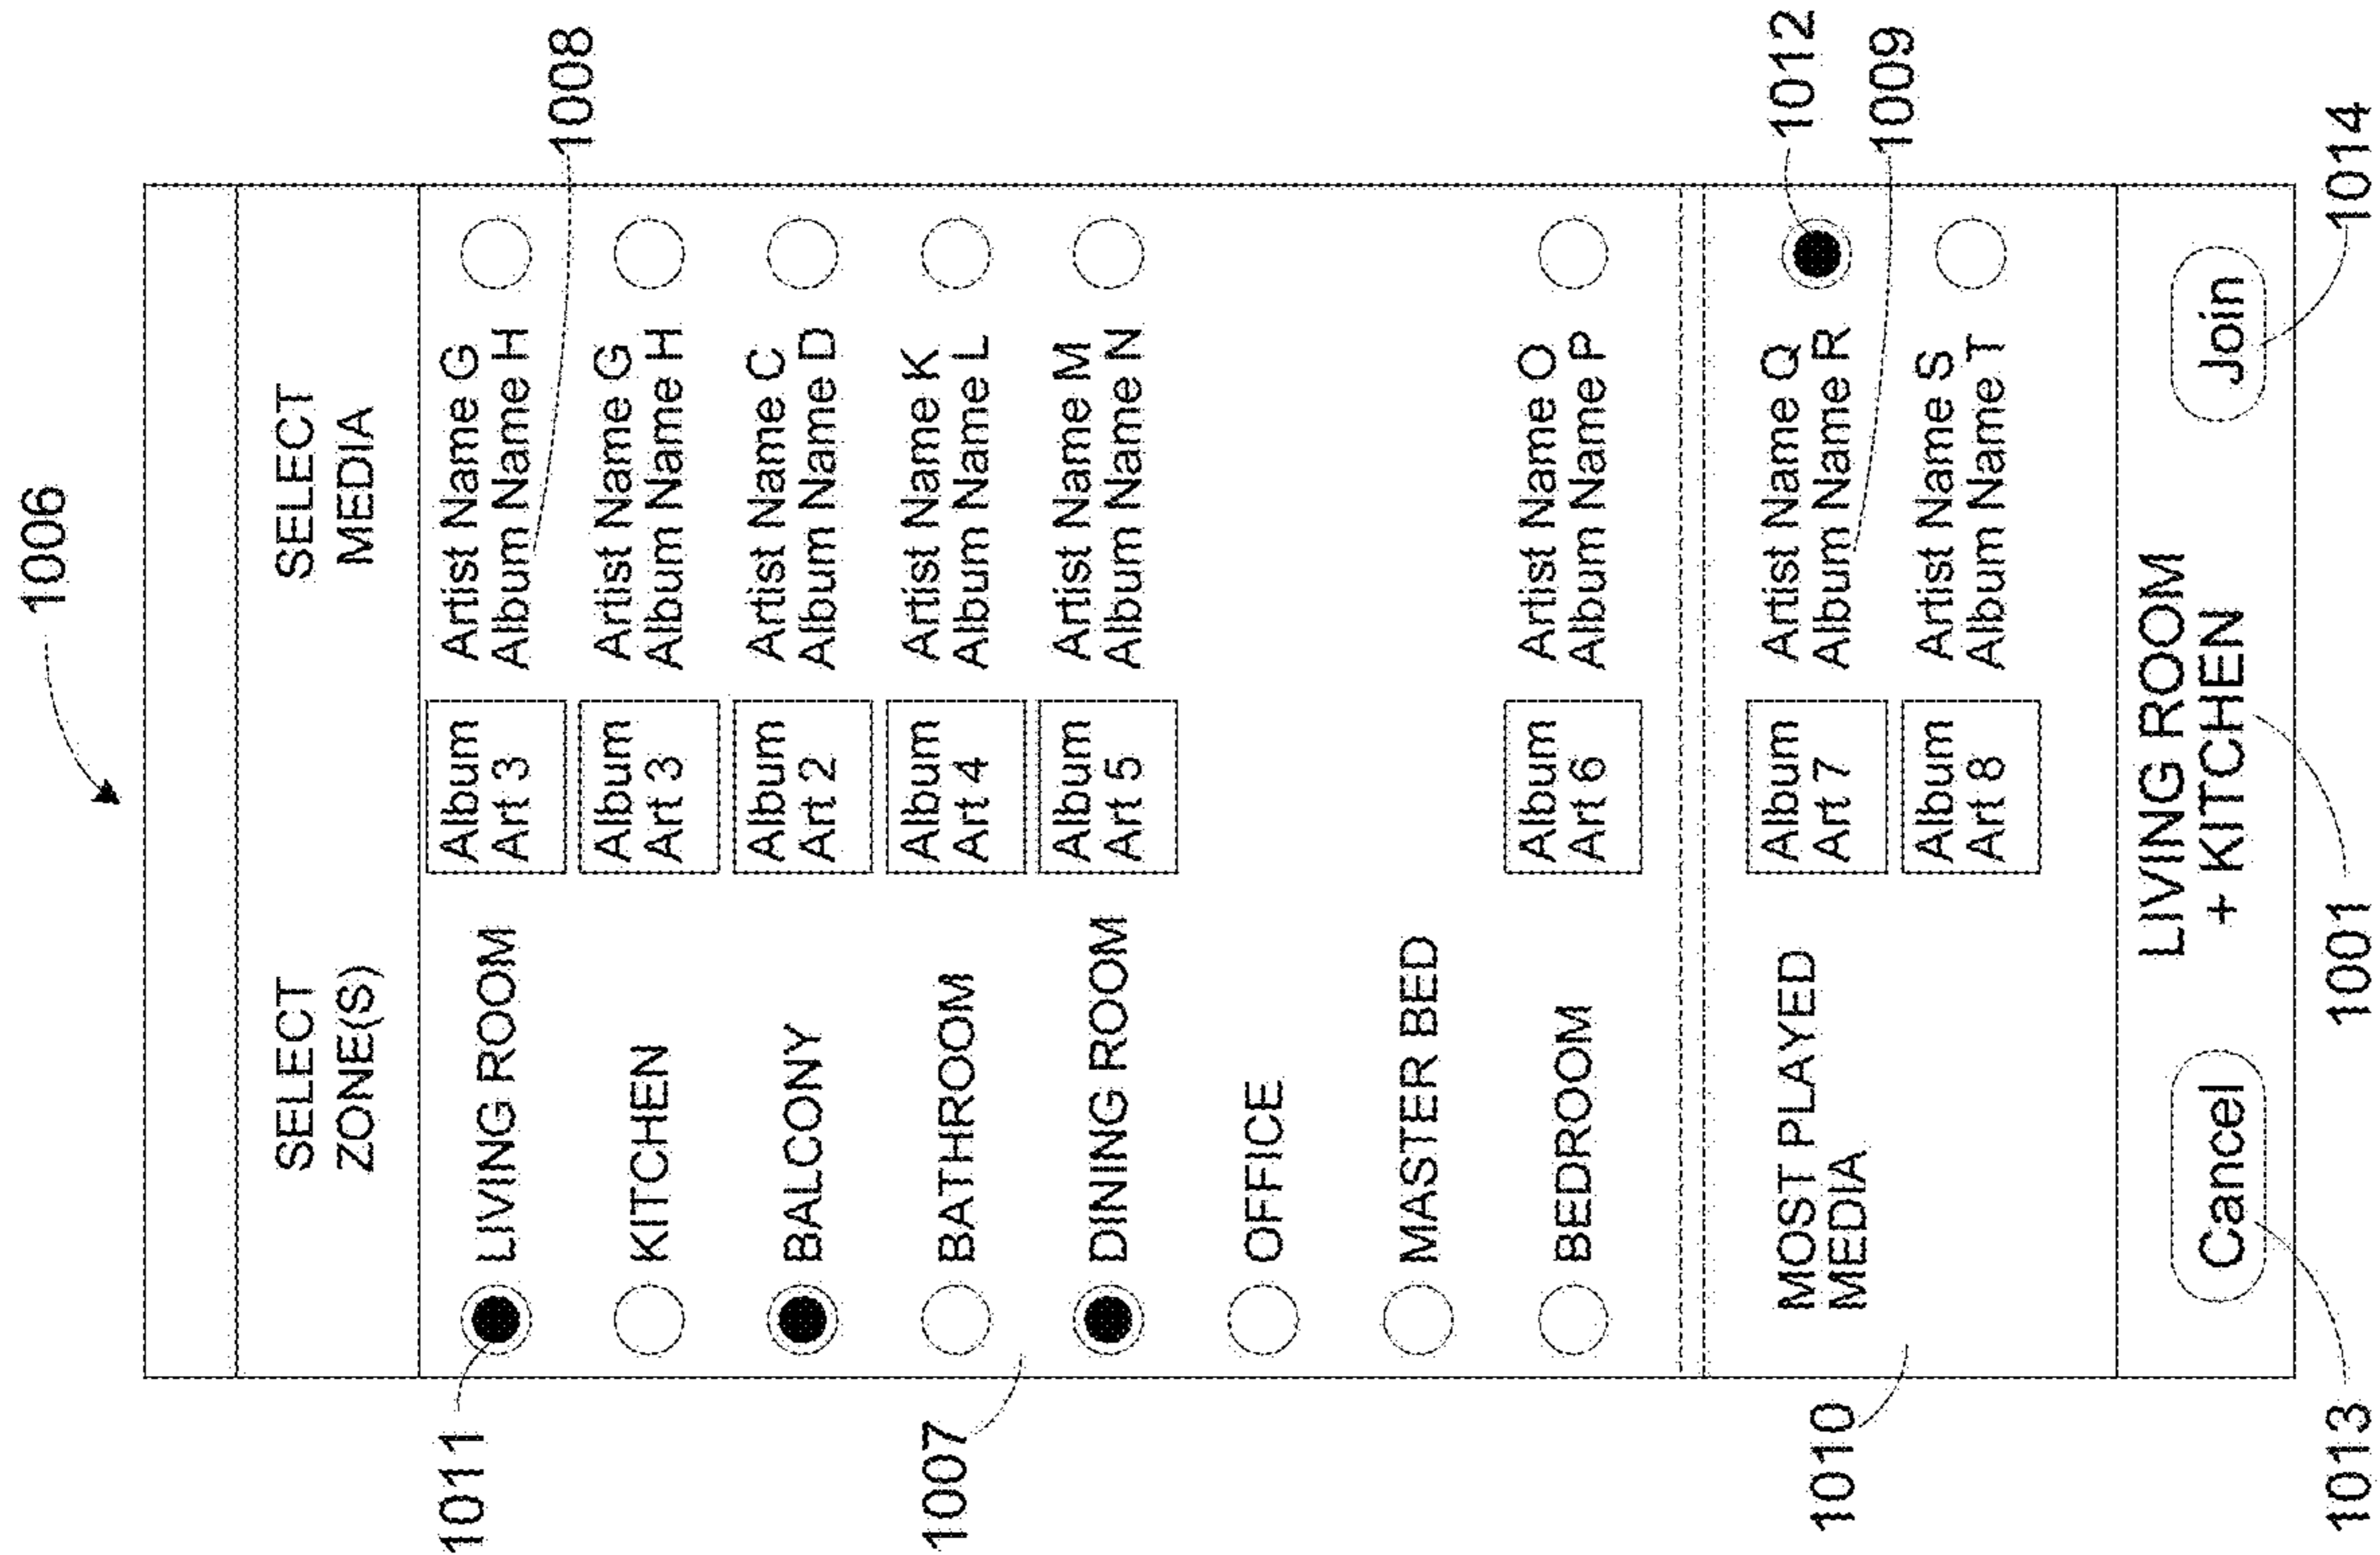 1006
SELECT
ZONE(S)
SELECT
MEDIA
1011
LIVING ROOM
Album
Art 3
Artist Name G
Album Name H
1008
KITCHEN
Album
Art 3
Artist Name G
Album Name H
BALCONY
Album
Art 2
Artist Name C
Album Name D
1007
BATHROOM
Album
Art 4
Artist Name K
Album Name L
DINING ROOM
Album
Art 5
Artist Name M
Album Name N
OFFICE
MASTER BED
BEDROOM
Album
Art 6
Artist Name O
Album Name P
1010
MOST PLAYED
MEDIA
Album
Art 7
Artist Name Q
Album Name R
1012
1009
Album
Art 8
Artist Name S
Album Name T
Cancel
LIVING ROOM
+ KITCHEN
Join
1013
1001
1014